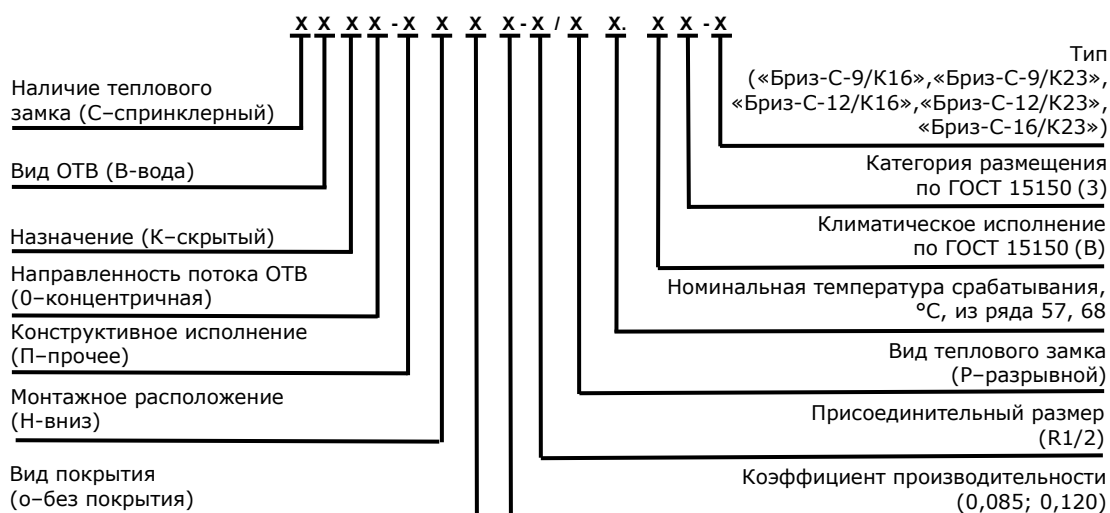 X X X X - X X X X - X / X X. X X - X
Наличие теплового
замка (С–спринклерный)
Вид ОТВ (В-вода)
Назначение (К–скрытый)
Направленность потока ОТВ
(0–концентричная)
Конструктивное исполнение
(П–прочее)
Монтажное расположение
(Н-вниз)
Вид покрытия
(о–без покрытия)
Тип
(«Бриз-С-9/К16»,«Бриз-С-9/К23»,
«Бриз-С-12/К16»,«Бриз-С-12/К23»,
«Бриз-С-16/К23»)
Категория размещения
по ГОСТ 15150 (3)
Климатическое исполнение
по ГОСТ 15150 (В)
Номинальная температура срабатывания,
°С, из ряда 57, 68
Вид теплового замка
(Р–разрывной)
Присоединительный размер
(R1/2)
Коэффициент производительности
(0,085; 0,120)